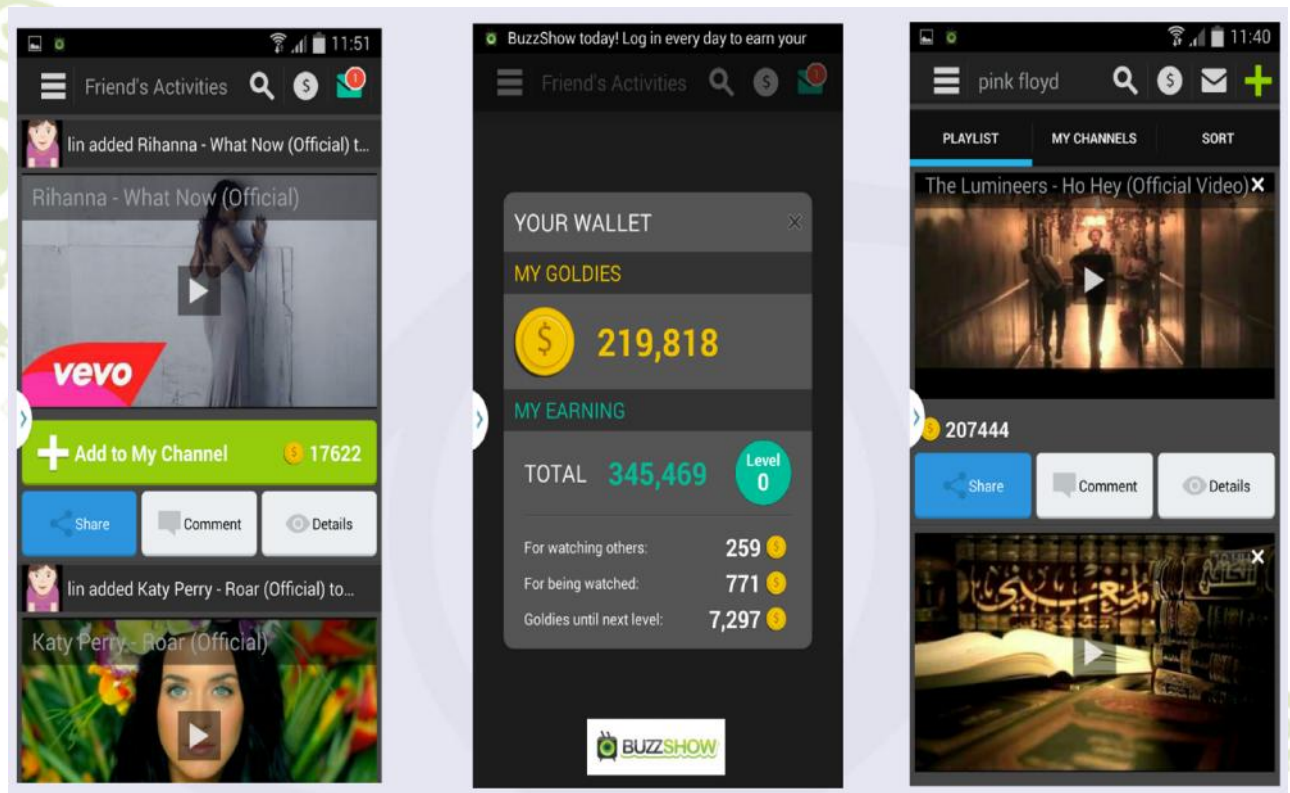 11:51
Friend's Activities
1
lin added Rihanna - What Now (Official) t...
Rihanna - What Now (Official)
vevo
Add to My Channel 17622
Share Comment Details
lin added Katy Perry - Roar (Official) to...
Katy Perry - Roar (Official)
BuzzShow today! Log in every day to earn your
Friend's Activities
1
YOUR WALLET
MY GOLDIES
219,818
MY EARNING
TOTAL 345,469 Level 0
For watching others: 259
For being watched: 771
Goldies until next level: 7,297
BUZZSHOW
11:40
pink floyd
PLAYLIST MY CHANNELS SORT
The Lumineers - Ho Hey (Official Video)
207444
Share Comment Details